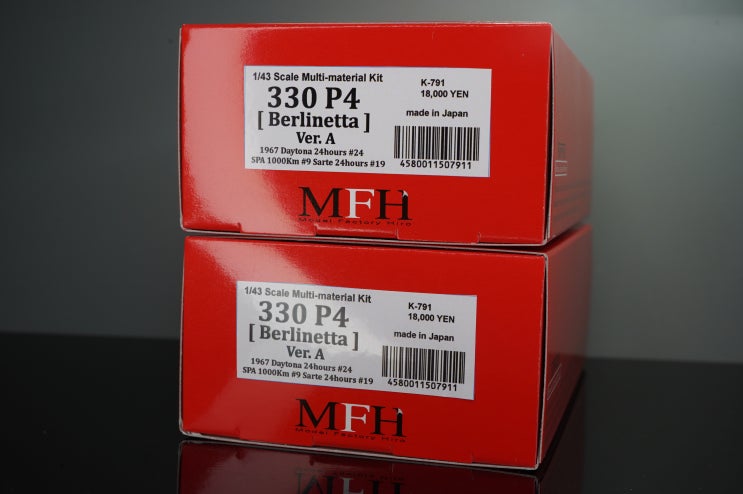 1/43 Scale Multi-material Kit
330 P4
[ Berlinetta ]
Ver. A
1967 Daytona 24hours #24
SPA 1000Km #9 Sarte 24hours #19
K-791
18,000 YEN
made in Japan
4580011507911
MFH
Model Factory Hiro
1/43 Scale Multi-material Kit
330 P4
[ Berlinetta ]
Ver. A
1967 Daytona 24hours #24
SPA 1000Km #9 Sarte 24hours #19
K-791
18,000 YEN
made in Japan
4580011507911
MFH
Model Factory Hiro